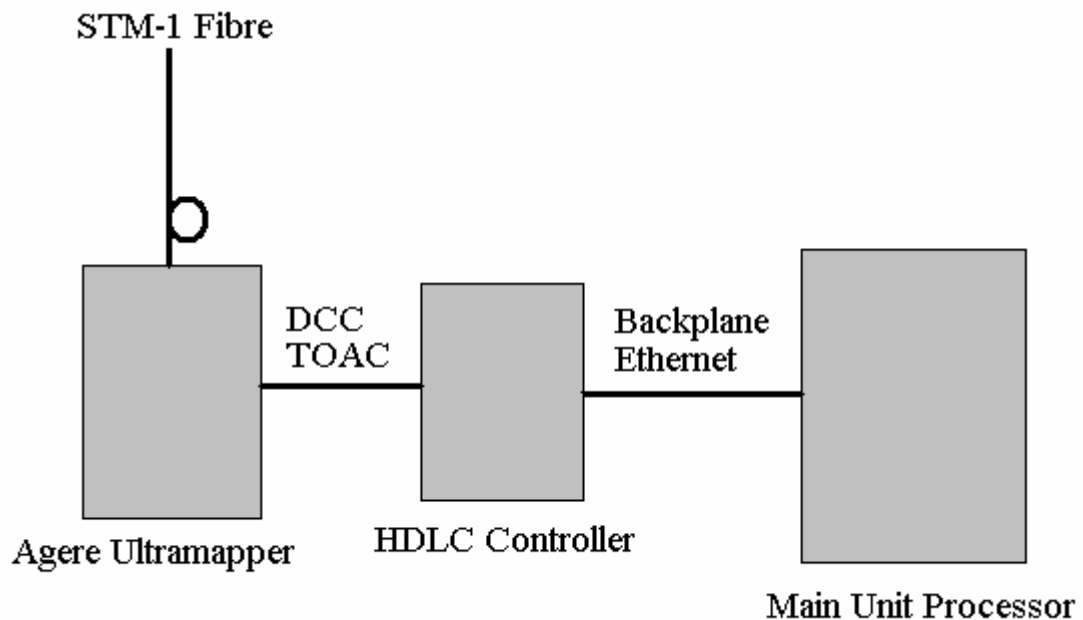 STM-1 Fibre
DCC
TOAC
Backplane
Ethernet
Agere Ultramapper
HDLC Controller
Main Unit Processor